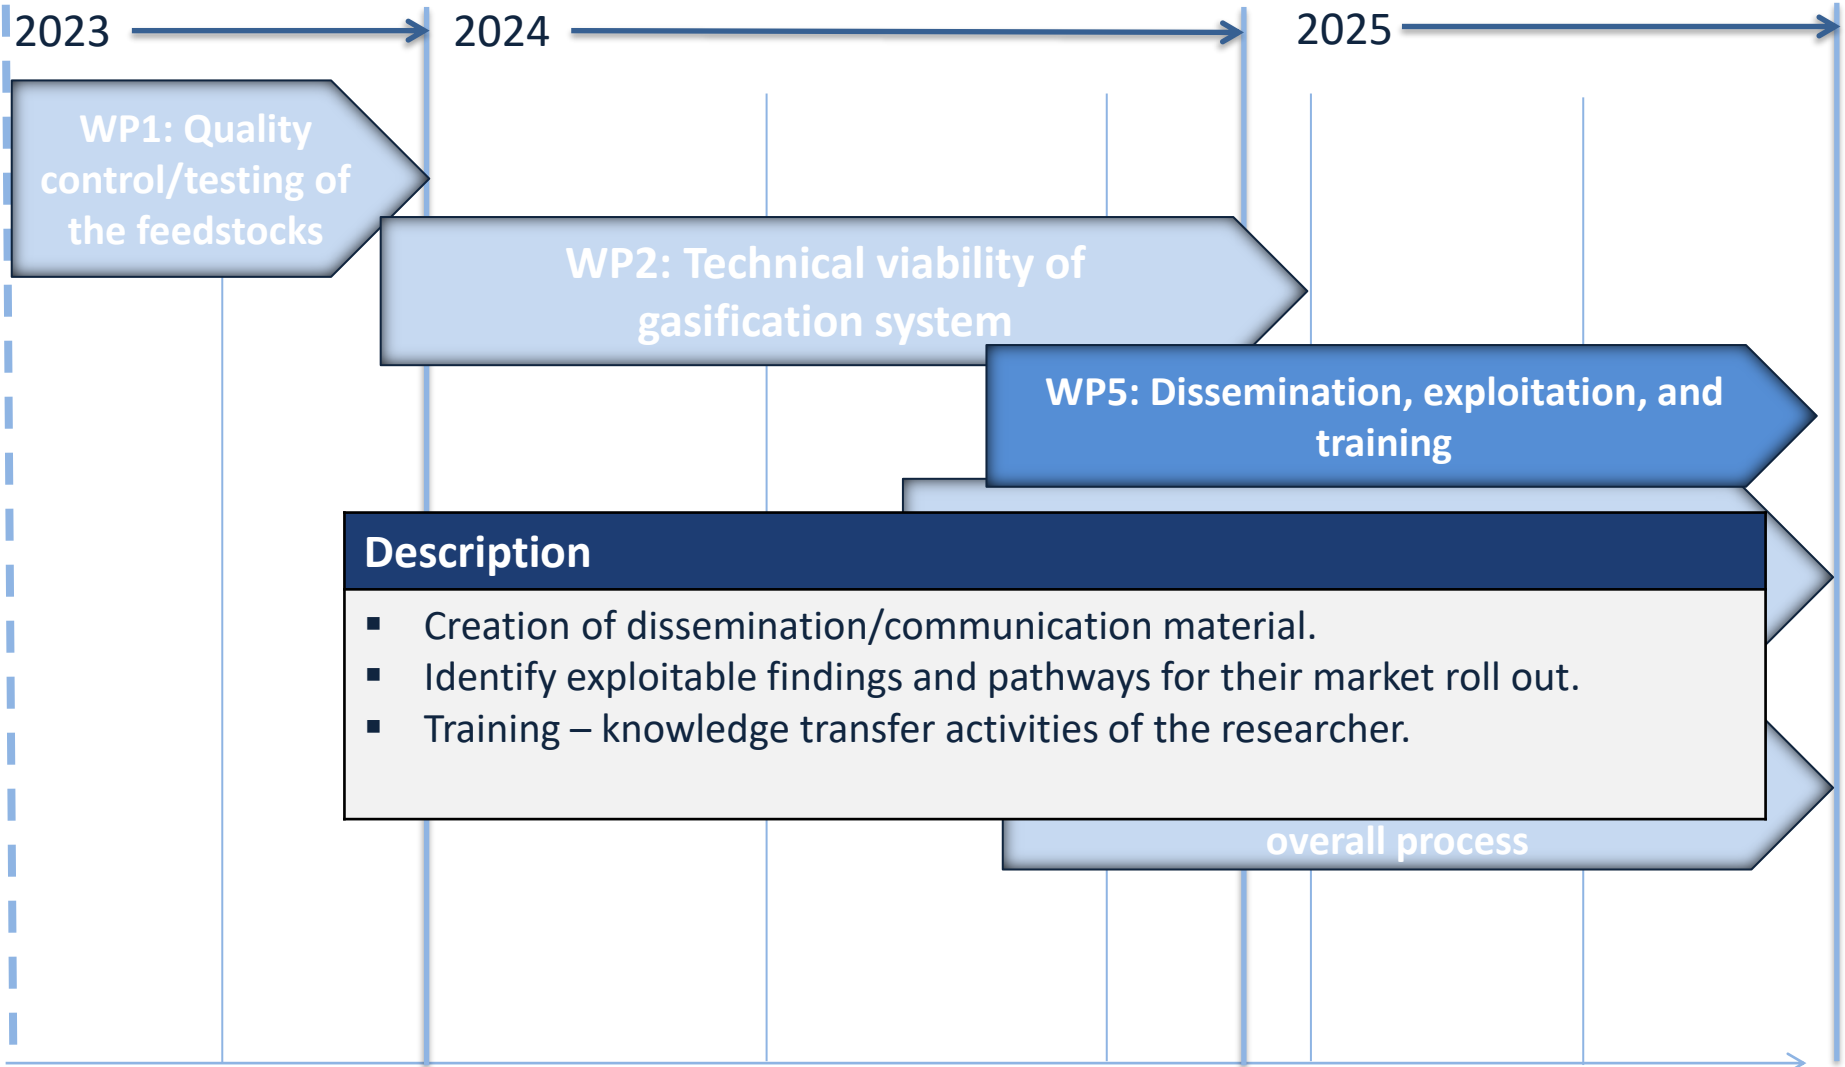 2023
2024
2025
WP1: Quality
control/testing of
the feedstocks
WP2: Technical viability of
gasification system
WP5: Dissemination, exploitation, and
training
Description
▪ Creation of dissemination/communication material.
▪ Identify exploitable findings and pathways for their market roll out.
▪ Training – knowledge transfer activities of the researcher.
overall process